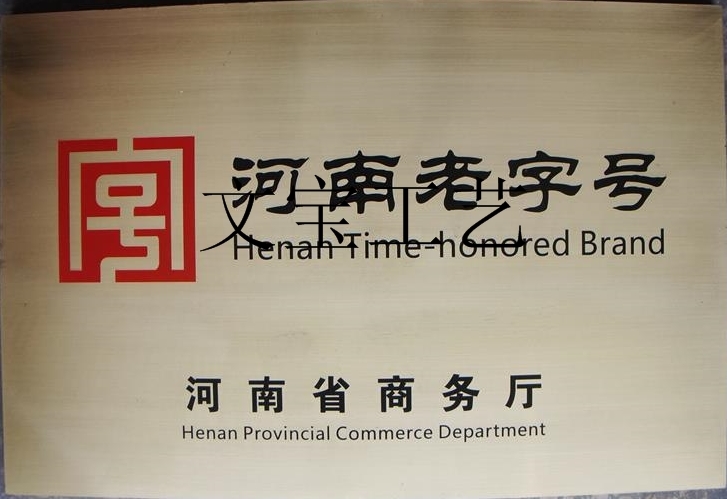 河南老字号
文宝工艺
Henan Time-honored Brand
河南省商务厅
Henan Provincial Commerce Department